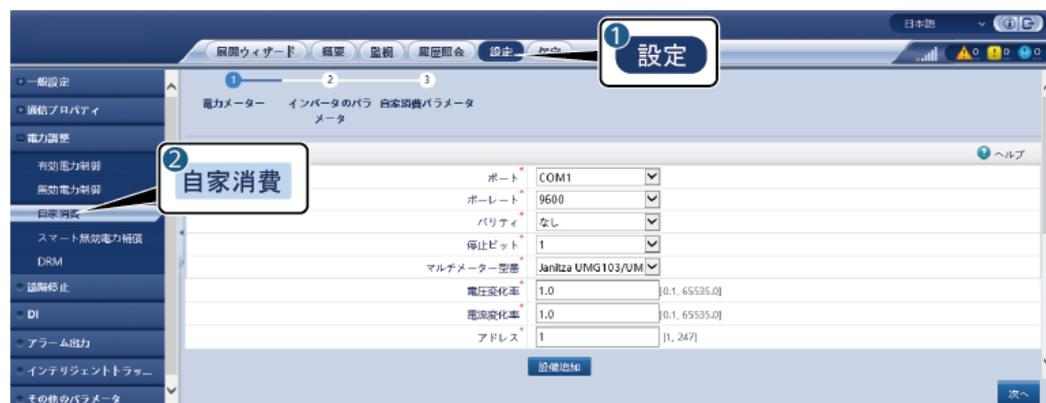 日本語
展開ウィザード 概要 監視 履歴照会 設定
1 設定
一般設定
通信プロパティ
電力調整
有効電力制御
無効電力制御
自家消費
スマート無効電力補償
DRM
遠隔停止
DI
アラーム出力
インテリジェントトラッ...
その他のパラメータ
2 自家消費
1 2 3
電力メーター インバータのパラメータ 自家消費パラメータ
ヘルプ
ポート* COM1
ボーレート* 9600
パリティ* なし
停止ビット* 1
マルチメーター型番* Janitza UMG103/UM
電圧変化率* 1.0 [0.1, 65535.0]
電流変化率* 1.0 [0.1, 65535.0]
アドレス* 1 [1, 247]
設備追加
次へ